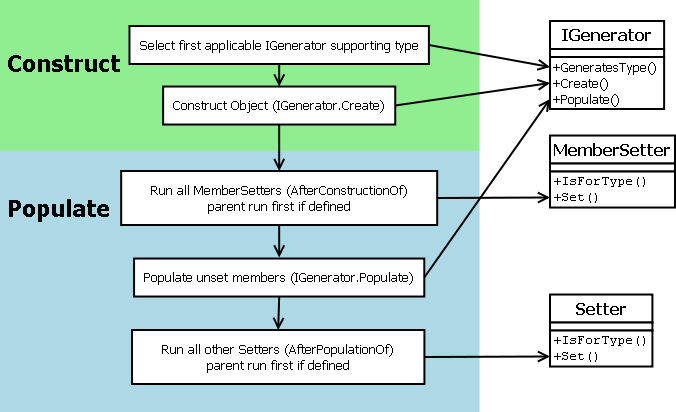 Construct
Select first applicable IGenerator supporting type
Construct Object (IGenerator.Create)
Populate
Run all MemberSetters (AfterConstructionOf)
parent run first if defined
Populate unset members (IGenerator.Populate)
Run all other Setters (AfterPopulationOf)
parent run first if defined
IGenerator
+GeneratesType()
+Create()
+Populate()
MemberSetter
+IsForType()
+Set()
Setter
+IsForType()
+Set()